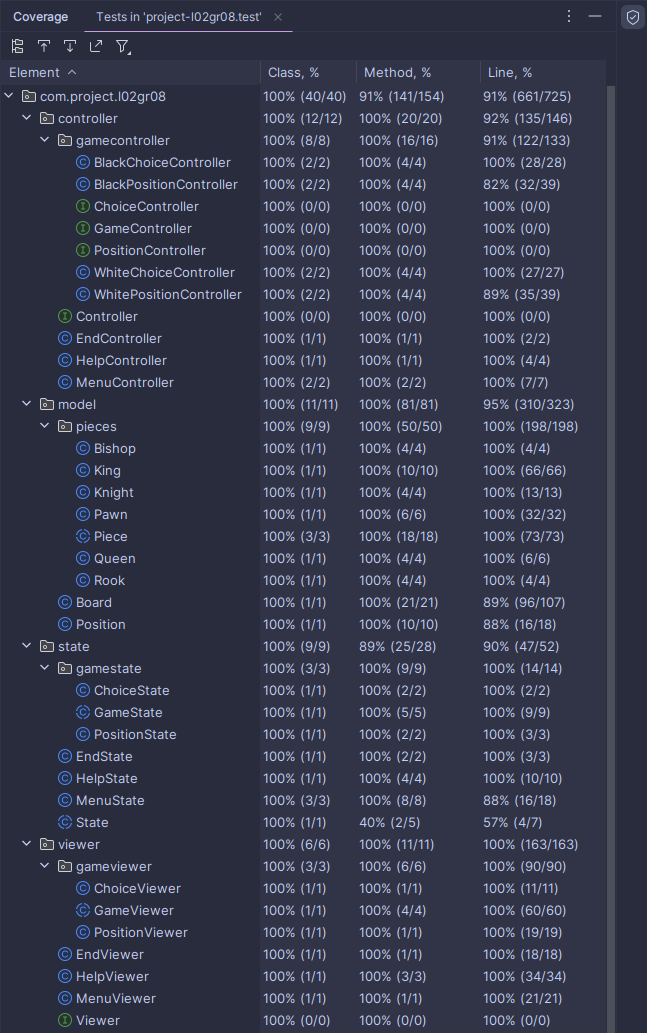 Coverage Tests in 'project-l02gr08.test'
Element Class, % Method, % Line, %
com.project.l02gr08 100% (40/40) 91% (141/154) 91% (661/725)
controller 100% (12/12) 100% (20/20) 92% (135/146)
gamecontroller 100% (8/8) 100% (16/16) 91% (122/133)
BlackChoiceController 100% (2/2) 100% (4/4) 100% (28/28)
BlackPositionController 100% (2/2) 100% (4/4) 82% (32/39)
ChoiceController 100% (0/0) 100% (0/0) 100% (0/0)
GameController 100% (0/0) 100% (0/0) 100% (0/0)
PositionController 100% (0/0) 100% (0/0) 100% (0/0)
WhiteChoiceController 100% (2/2) 100% (4/4) 100% (27/27)
WhitePositionController 100% (2/2) 100% (4/4) 89% (35/39)
Controller 100% (0/0) 100% (0/0) 100% (0/0)
EndController 100% (1/1) 100% (1/1) 100% (2/2)
HelpController 100% (1/1) 100% (1/1) 100% (4/4)
MenuController 100% (2/2) 100% (2/2) 100% (7/7)
model 100% (11/11) 100% (81/81) 95% (310/323)
pieces 100% (9/9) 100% (50/50) 100% (198/198)
Bishop 100% (1/1) 100% (4/4) 100% (4/4)
King 100% (1/1) 100% (10/10) 100% (66/66)
Knight 100% (1/1) 100% (4/4) 100% (13/13)
Pawn 100% (1/1) 100% (6/6) 100% (32/32)
Piece 100% (3/3) 100% (18/18) 100% (73/73)
Queen 100% (1/1) 100% (4/4) 100% (6/6)
Rook 100% (1/1) 100% (4/4) 100% (4/4)
Board 100% (1/1) 100% (21/21) 89% (96/107)
Position 100% (1/1) 100% (10/10) 88% (16/18)
state 100% (9/9) 89% (25/28) 90% (47/52)
gamestate 100% (3/3) 100% (9/9) 100% (14/14)
ChoiceState 100% (1/1) 100% (2/2) 100% (2/2)
GameState 100% (1/1) 100% (5/5) 100% (9/9)
PositionState 100% (1/1) 100% (2/2) 100% (3/3)
EndState 100% (1/1) 100% (2/2) 100% (3/3)
HelpState 100% (1/1) 100% (4/4) 100% (10/10)
MenuState 100% (3/3) 100% (8/8) 88% (16/18)
State 100% (1/1) 40% (2/5) 57% (4/7)
viewer 100% (6/6) 100% (11/11) 100% (163/163)
gameviewer 100% (3/3) 100% (6/6) 100% (90/90)
ChoiceViewer 100% (1/1) 100% (1/1) 100% (11/11)
GameViewer 100% (1/1) 100% (4/4) 100% (60/60)
PositionViewer 100% (1/1) 100% (1/1) 100% (19/19)
EndViewer 100% (1/1) 100% (1/1) 100% (18/18)
HelpViewer 100% (1/1) 100% (3/3) 100% (34/34)
MenuViewer 100% (1/1) 100% (1/1) 100% (21/21)
Viewer 100% (0/0) 100% (0/0) 100% (0/0)